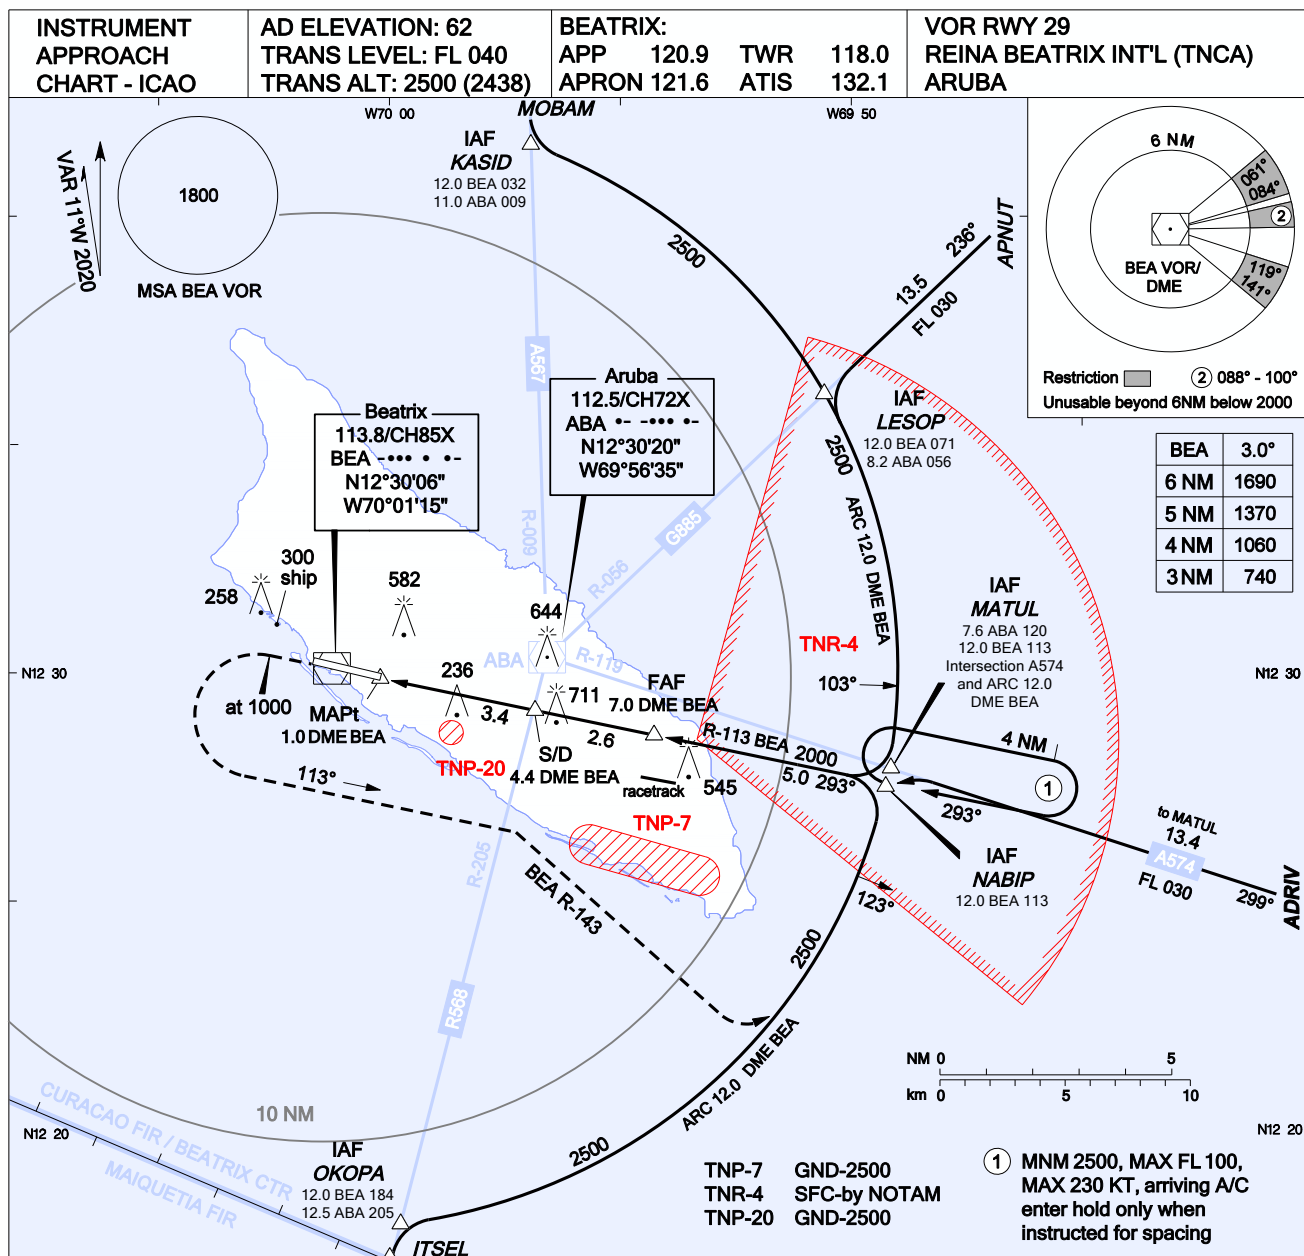 INSTRUMENT
APPROACH
CHART - ICAO
AD ELEVATION: 62
TRANS LEVEL: FL 040
TRANS ALT: 2500 (2438)
BEATRIX:
APP 120.9 TWR 118.0
APRON 121.6 ATIS 132.1
VOR RWY 29
REINA BEATRIX INT'L (TNCA)
ARUBA
W70 00
MOBAM
W69 50
VAR 11°W 2020
1800
MSA BEA VOR
IAF
KASID
12.0 BEA 032
11.0 ABA 009
2500
236°
13.5
FL 030
APNUT
6 NM
061°
084°
2
BEA VOR/
DME
119°
141°
Restriction
2 088° - 100°
Unusable beyond 6NM below 2000
A567
Aruba
112.5/CH72X
ABA
N12°30'20"
W69°56'35"
Beatrix
113.8/CH85X
BEA
N12°30'06"
W70°01'15"
IAF
LESOP
12.0 BEA 071
8.2 ABA 056
2500
ARC 12.0 DME BEA
BEA 3.0°
6 NM 1690
5 NM 1370
4 NM 1060
3 NM 740
R-009
G885
R-056
300
ship
258
582
644
IAF
MATUL
7.6 ABA 120
12.0 BEA 113
Intersection A574
and ARC 12.0
DME BEA
TNR-4
ABA
R-119
N12 30
N12 30
at 1000
MAPt
1.0 DME BEA
236
3.4
711
FAF
7.0 DME BEA
2.6
103°
S/D
4.4 DME BEA
TNP-20
R-113 BEA 2000
5.0 293°
racetrack
545
4 NM
1
293°
113°
TNP-7
to MATUL
13.4
A574
FL 030
299°
ADRIV
IAF
NABIP
12.0 BEA 113
R-205
BEA R-143
123°
2500
R568
ARC 12.0 DME BEA
NM 0 5
km 0 5 10
10 NM
CURACAO FIR / BEATRIX CTR
MAIQUETIA FIR
N12 20
N12 20
IAF
OKOPA
12.0 BEA 184
12.5 ABA 205
2500
ITSEL
TNP-7 GND-2500
TNR-4 SFC-by NOTAM
TNP-20 GND-2500
1 MNM 2500, MAX FL 100,
MAX 230 KT, arriving A/C
enter hold only when
instructed for spacing